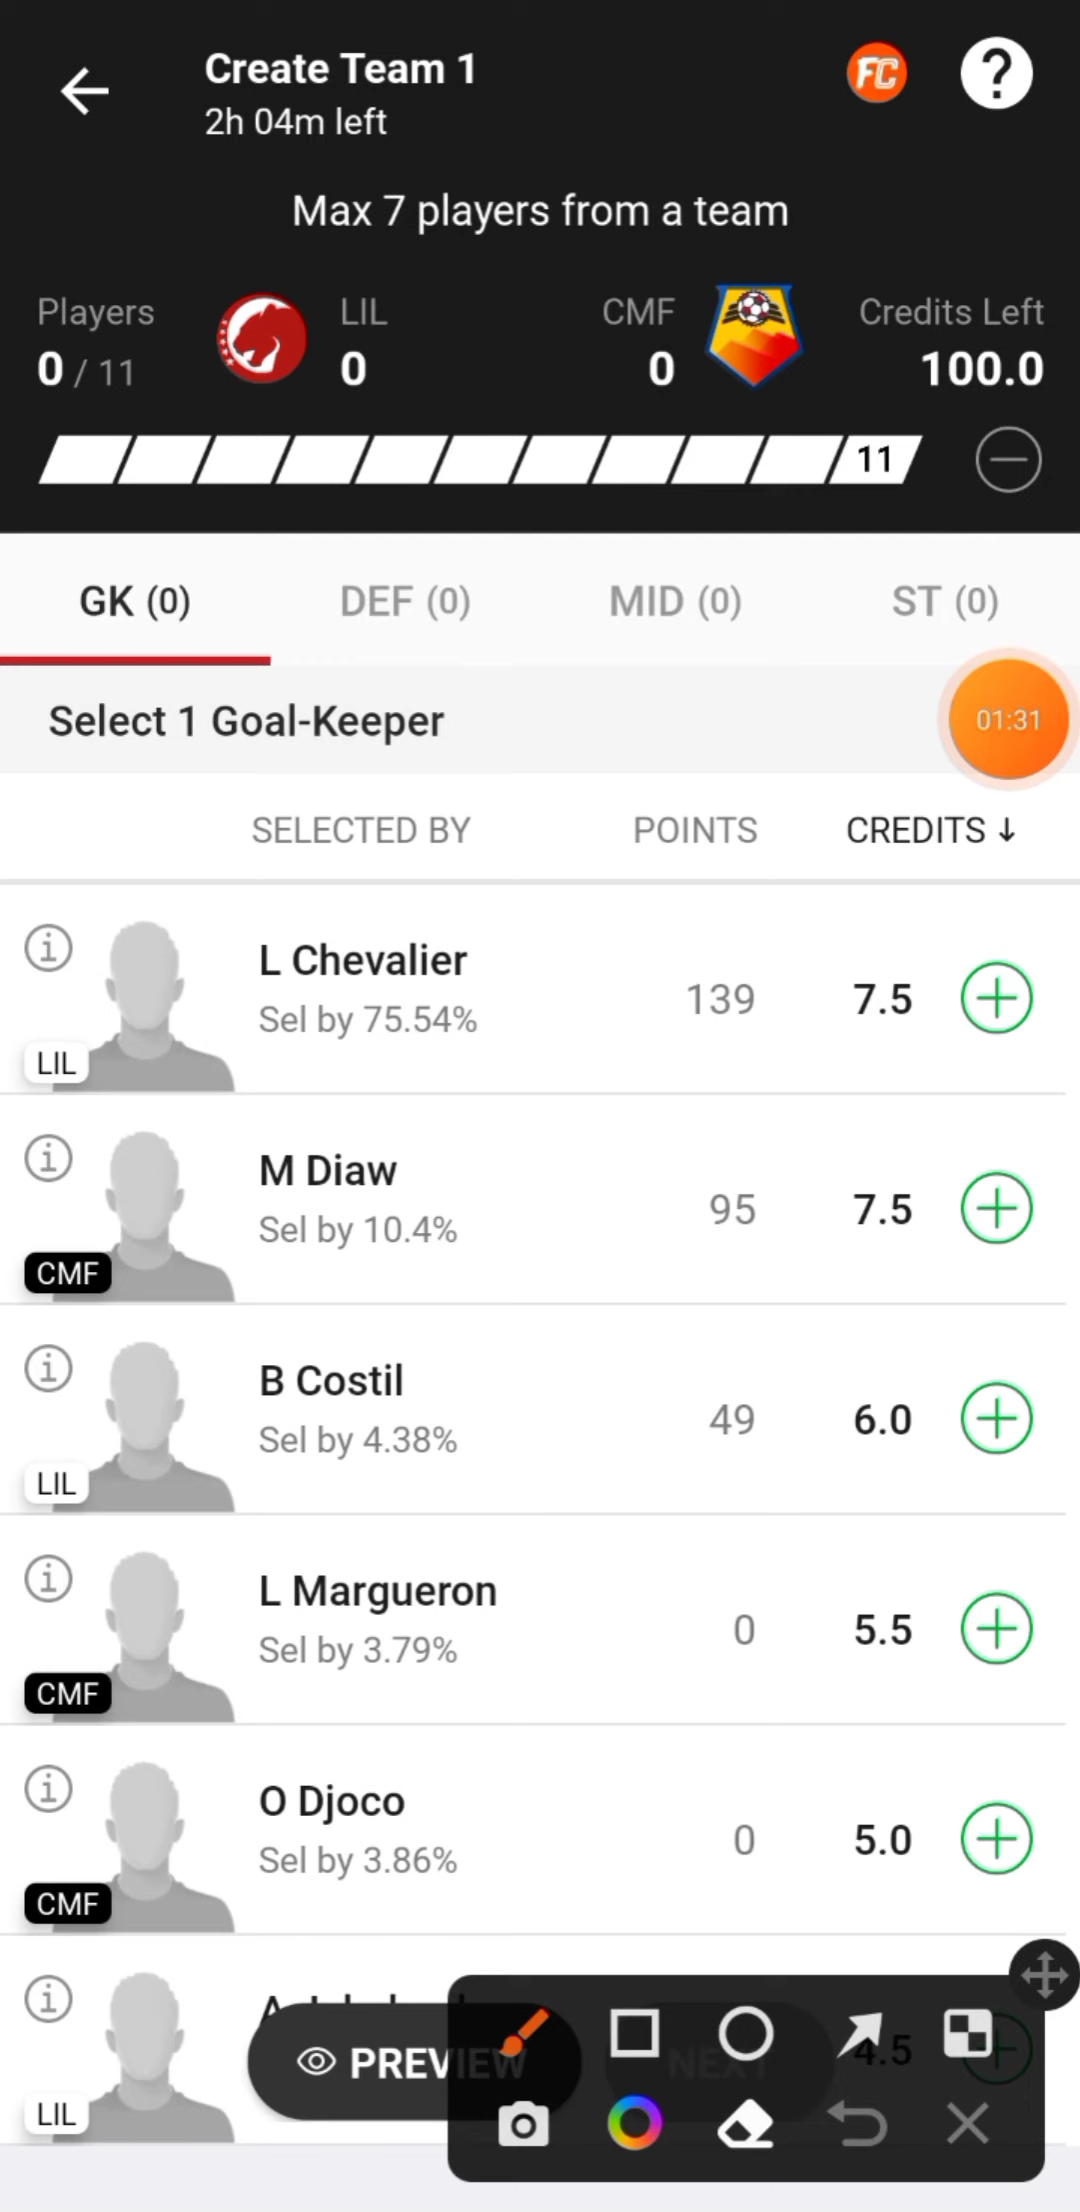 Create Team 1
2h 04m left
FC
?
Max 7 players from a team
Players
LIL
CMF
Credits Left
0 / 11
0
0
100.0
11
GK (0)
DEF (0)
MID (0)
ST (0)
Select 1 Goal-Keeper
01:31
SELECTED BY
POINTS
CREDITS ↓
L Chevalier
Sel by 75.54%
139
7.5
LIL
M Diaw
Sel by 10.4%
95
7.5
CMF
B Costil
Sel by 4.38%
49
6.0
LIL
L Margueron
Sel by 3.79%
0
5.5
CMF
O Djoco
Sel by 3.86%
0
5.0
CMF
4.5
PREVIEW
NEXT
LIL